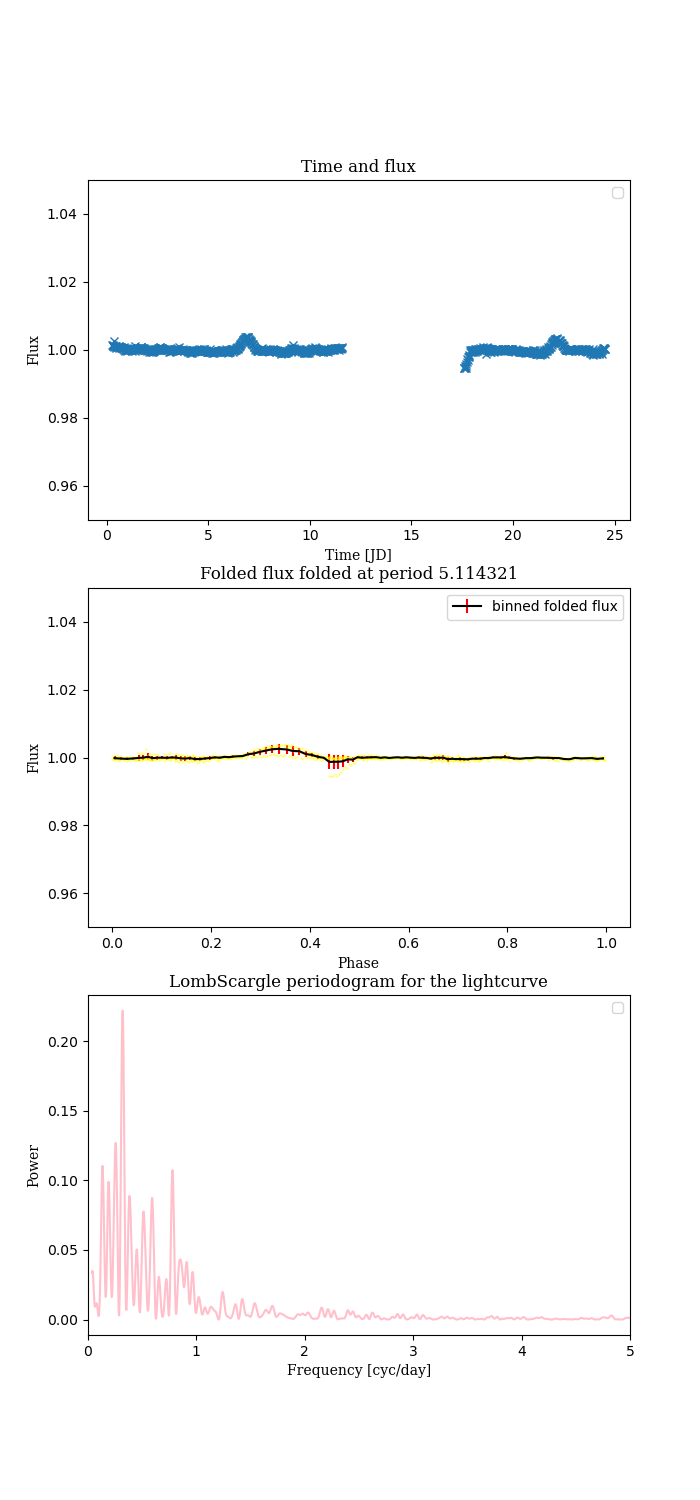 Time and flux
1.04
1.02
1.00
0.98
0.96
Flux
0 5 10 15 20 25
Time [JD]
Folded flux folded at period 5.114321
binned folded flux
1.04
1.02
1.00
0.98
0.96
Flux
0.0 0.2 0.4 0.6 0.8 1.0
Phase
LombScargle periodogram for the lightcurve
0.20
0.15
0.10
0.05
0.00
Power
0 1 2 3 4 5
Frequency [cyc/day]